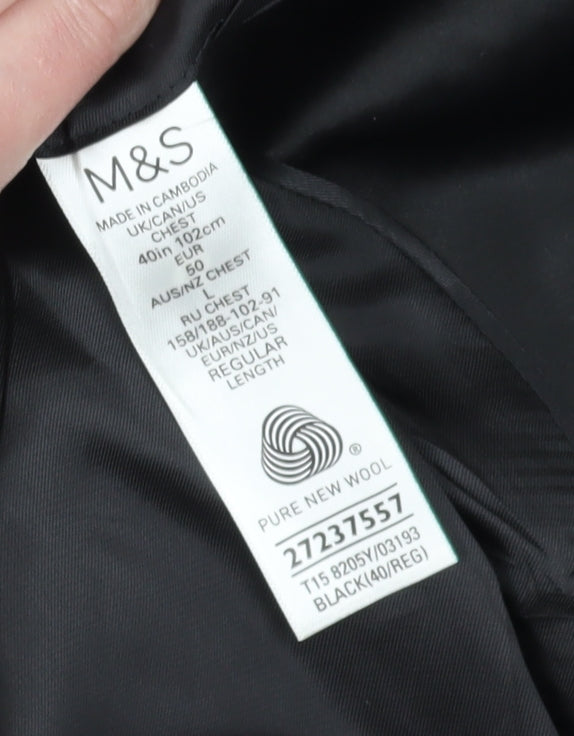 M&S
MADE IN CAMBODIA
UK/CAN/US
CHEST
40in 102cm
EUR
50
AUS/NZ CHEST
L
RU CHEST
158/188-102-91
UK/AUS/CAN/
EUR/NZ/US
REGULAR
LENGTH
®
PURE NEW WOOL
27237557
T15 8205Y/03193
BLACK(40/REG)